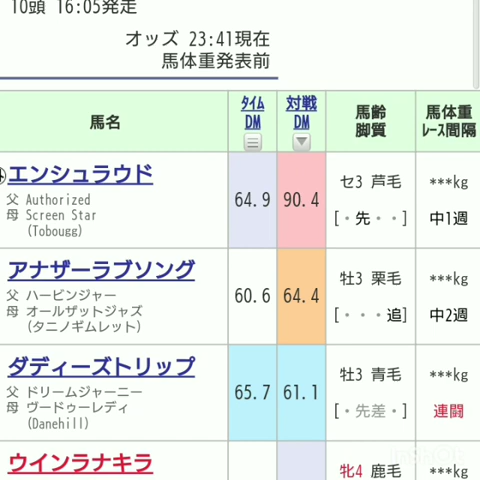 10頭 16:05発走
オッズ 23:41現在
馬体重発表前
馬名 タイムDM 対戦DM 馬齢脚質 馬体重レース間隔
エンシュラウド
父 Authorized
母 Screen Star
(Tobougg)
64.9 90.4
セ3 芦毛
[・先・・]
***kg
中1週
アナザーラブソング
父 ハービンジャー
母 オールザットジャズ
(タニノギムレット)
60.6 64.4
牡3 栗毛
[・・・追]
***kg
中2週
ダディーズトリップ
父 ドリームジャーニー
母 ヴードゥーレディ
(Danehill)
65.7 61.1
牡3 青毛
[・先差・]
***kg
連闘
ウインラナキラ
牝4 鹿毛
***kg